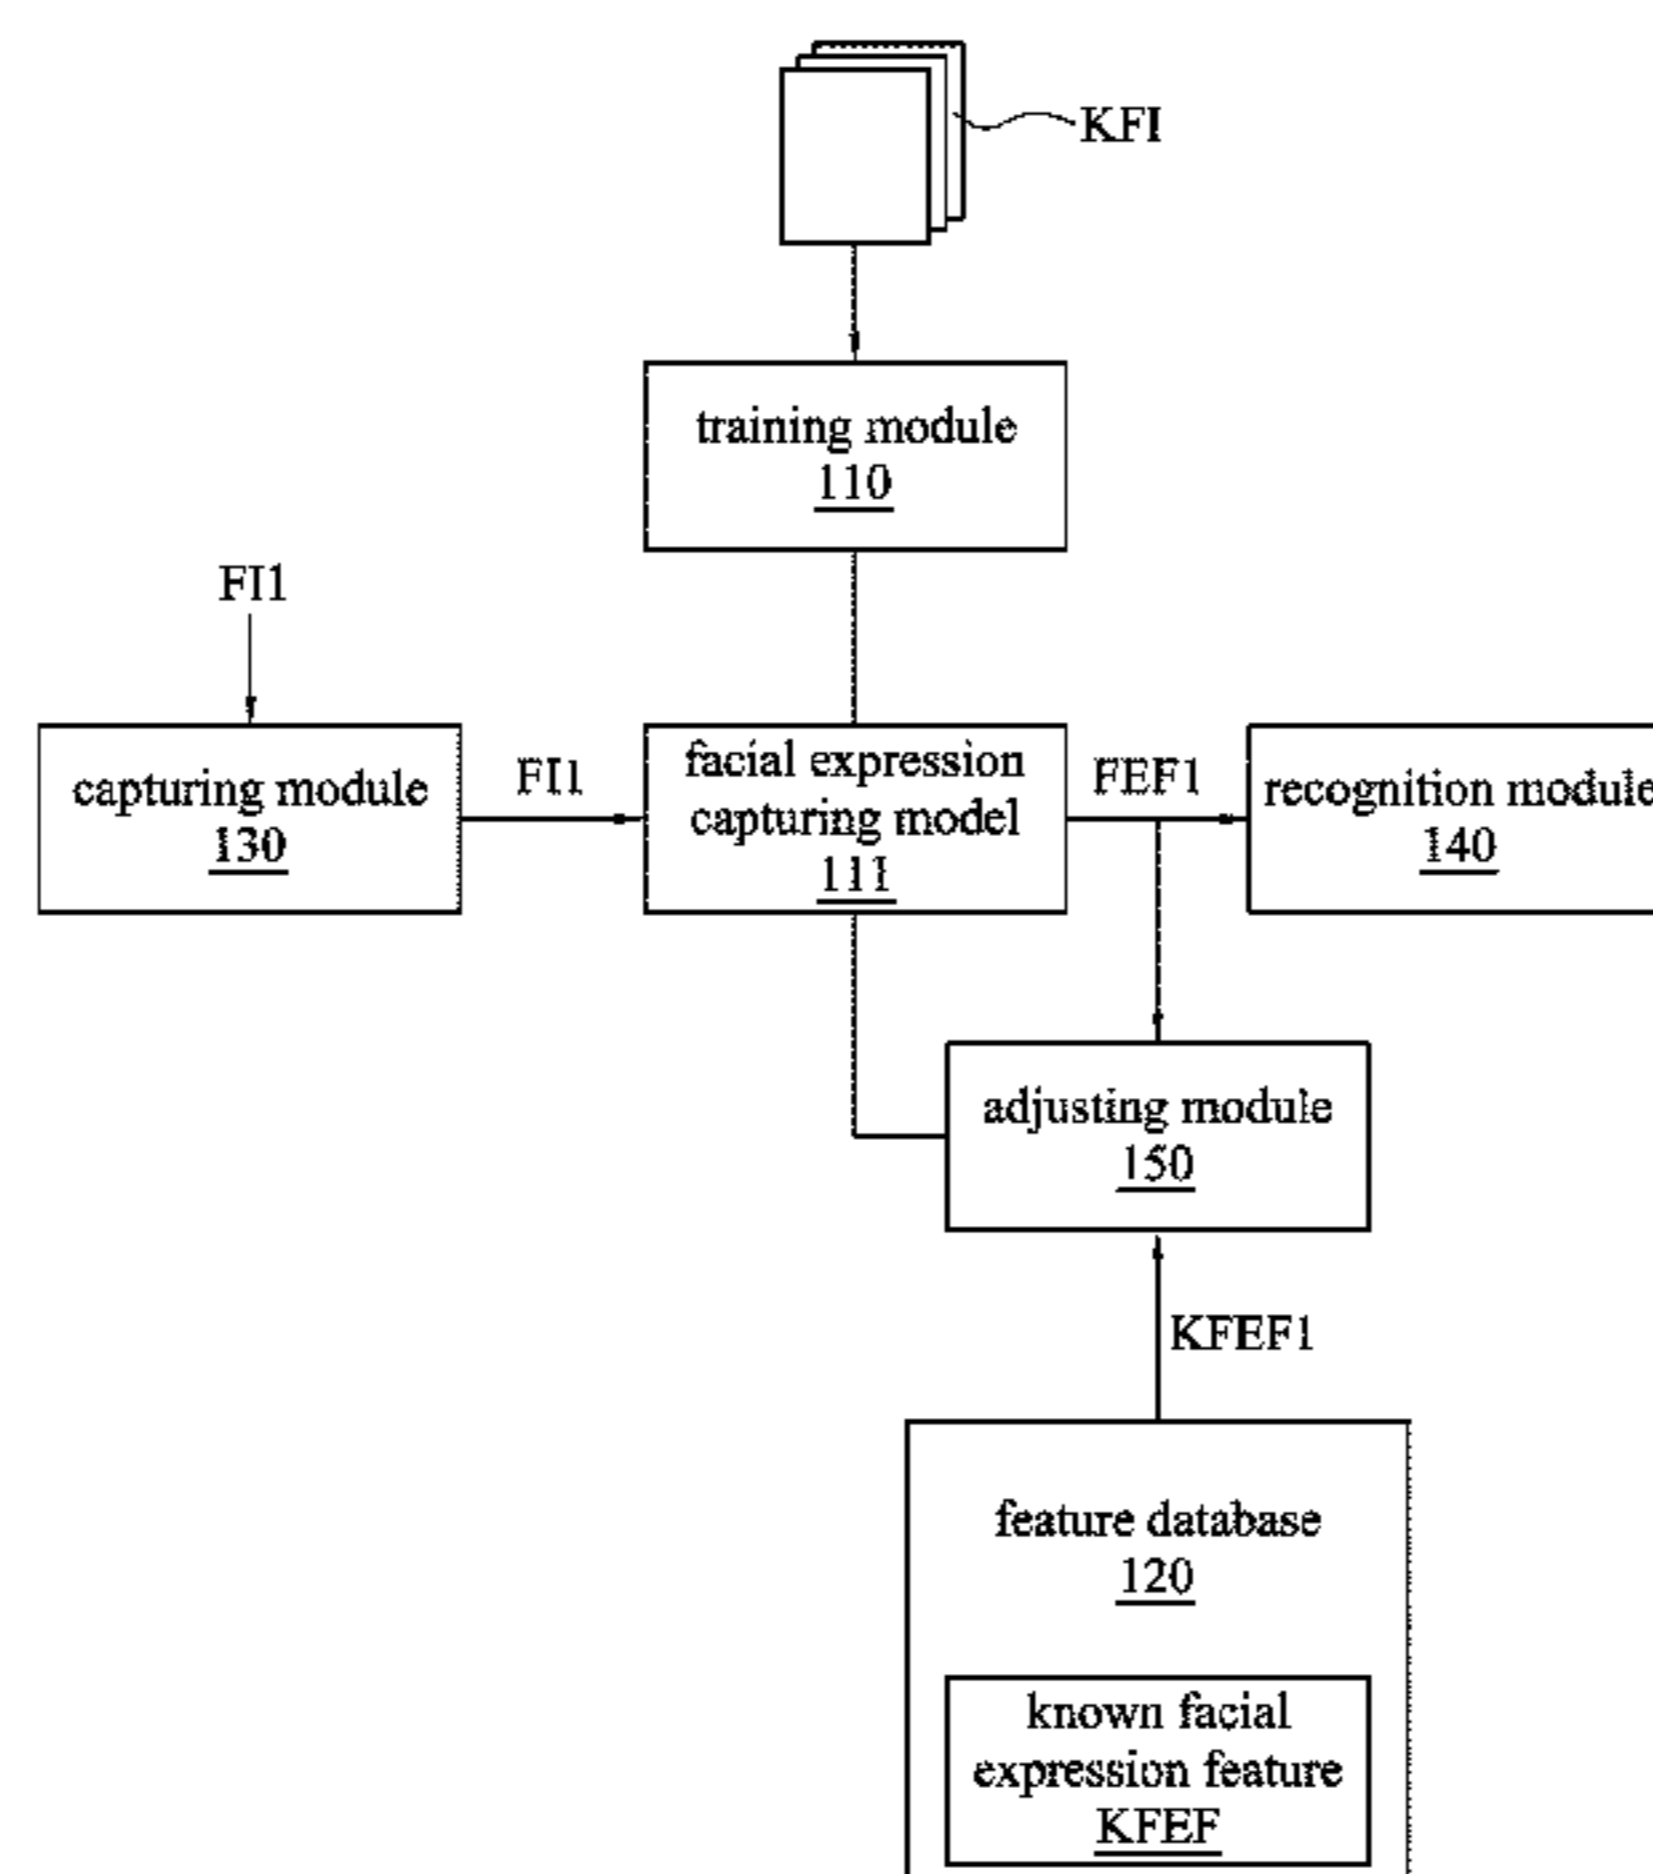 KFI
training module
110
FI1
capturing module
130
FI1
facial expression
capturing model
111
FEF1
recognition module
140
adjusting module
150
KFEF1
feature database
120
known facial
expression feature
KFEF